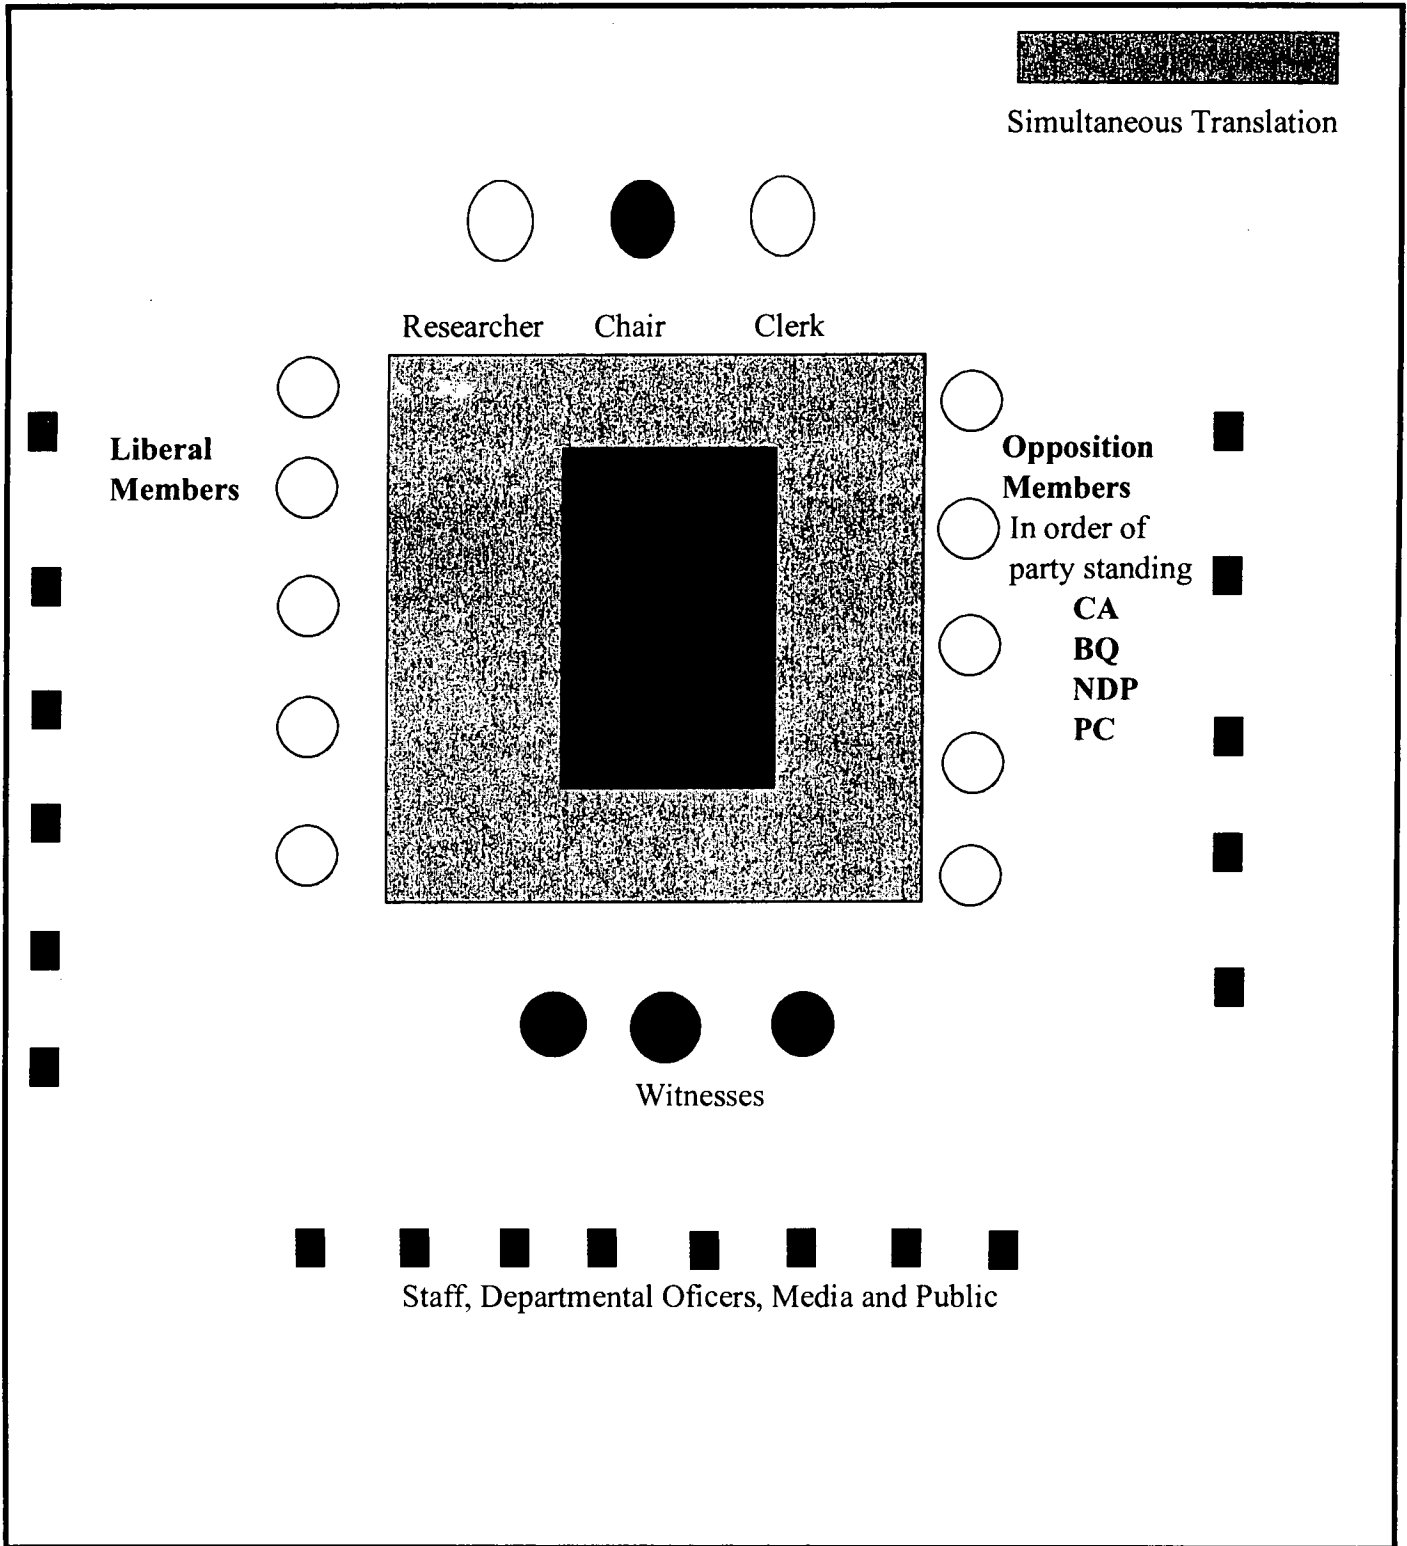 Simultaneous Translation
Researcher Chair Clerk
Liberal
Members
Opposition
Members
In order of
party standing
CA
BQ
NDP
PC
Witnesses
Staff, Departmental Oficers, Media and Public